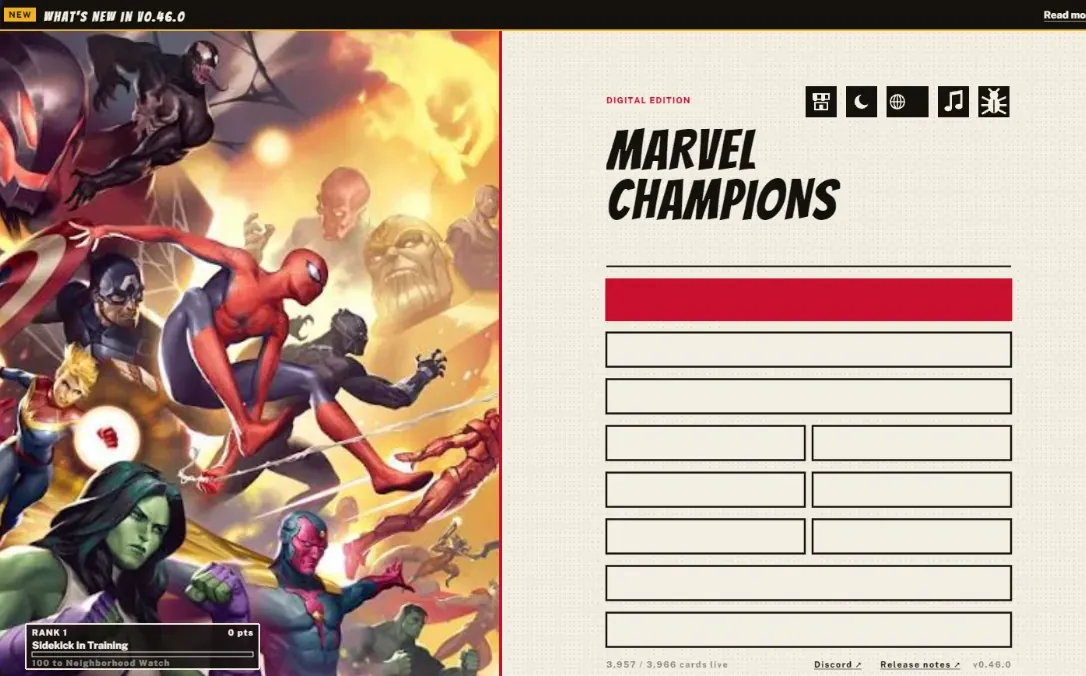 NEW WHAT'S NEW IN V0.46.0
Read mo
DIGITAL EDITION
MARVEL
CHAMPIONS
RANK 1 0 pts
Sidekick In Training
100 to Neighborhood Watch
3,957 / 3,966 cards live Discord ↗ Release notes ↗ v0.46.0